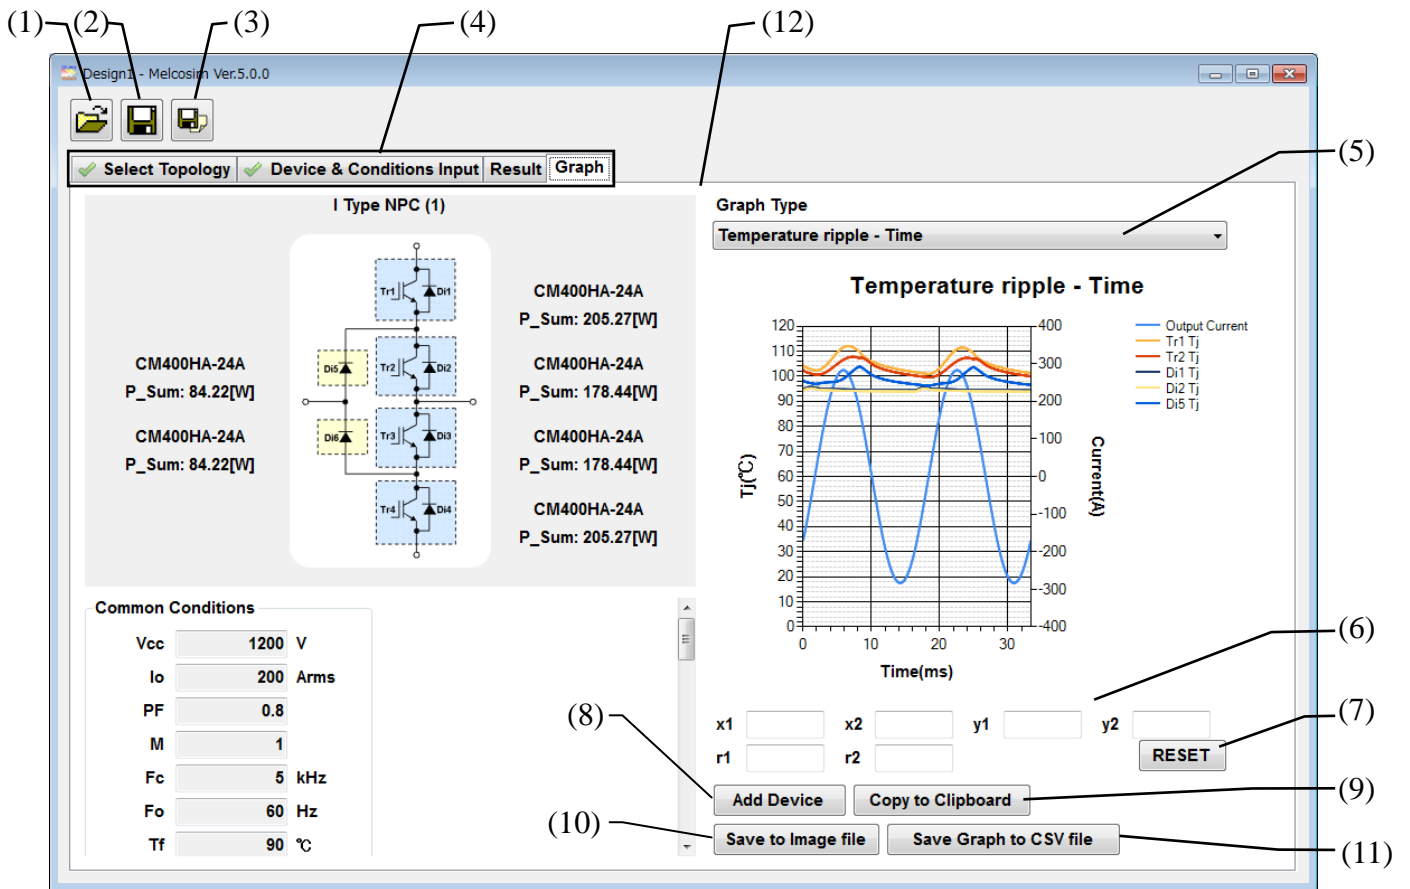 (1) (2) (3) (4) (12)
Design1 - Melcosim Ver.5.0.0
(5)
Select Topology Device & Conditions Input Result Graph
I Type NPC (1)
Graph Type
Temperature ripple - Time
Tr1 Di1
CM400HA-24A
P_Sum: 205.27[W]
CM400HA-24A
P_Sum: 84.22[W]
Di5 Tr2 Di2
CM400HA-24A
P_Sum: 178.44[W]
CM400HA-24A
P_Sum: 84.22[W]
Di6 Tr3 Di3
CM400HA-24A
P_Sum: 178.44[W]
Tr4 Di4
CM400HA-24A
P_Sum: 205.27[W]
Temperature ripple - Time
120
110
100
90
80
70
60
50
40
30
20
10
0
Tj(℃)
400
300
200
100
0
-100
-200
-300
-400
Current(A)
0 10 20 30
Time(ms)
Output Current
Tr1 Tj
Tr2 Tj
Di1 Tj
Di2 Tj
Di5 Tj
Common Conditions
Vcc 1200 V
Io 200 Arms
PF 0.8
M 1
Fc 5 kHz
Fo 60 Hz
Tf 90 ℃
(6)
x1 x2 y1 y2
(7)
r1 r2 RESET
(8)
Add Device Copy to Clipboard
(9)
(10)
Save to Image file Save Graph to CSV file
(11)